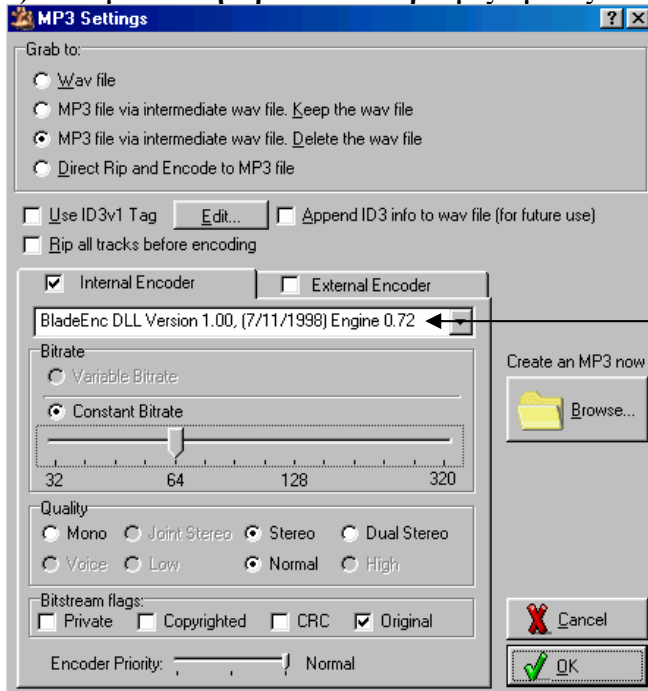 MP3 Settings
Grab to:
Wav file
MP3 file via intermediate wav file. Keep the wav file
MP3 file via intermediate wav file. Delete the wav file
Direct Rip and Encode to MP3 file
Use ID3v1 Tag Edit... Append ID3 info to wav file (for future use)
Rip all tracks before encoding
Internal Encoder External Encoder
BladeEnc DLL Version 1.00, (7/11/1998) Engine 0.72
Bitrate
Variable Bitrate
Create an MP3 now
Constant Bitrate
Browse...
32 64 128 320
Quality
Mono Joint Stereo Stereo Dual Stereo
Voice Low Normal High
Bitstream flags:
Private Copyrighted CRC Original
Cancel
Encoder Priority: Normal
OK